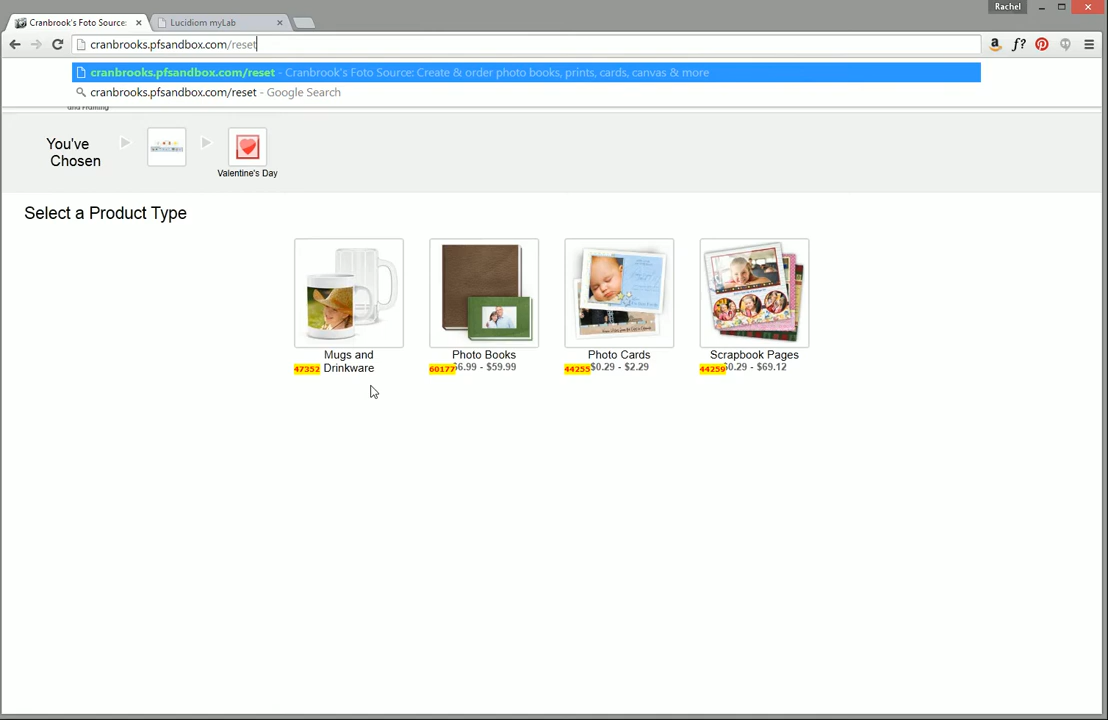 Rachel
Cranbrook's Foto Source:
Lucidiom myLab
cranbrooks.pfsandbox.com/reset
cranbrooks.pfsandbox.com/reset - Cranbrook's Foto Source: Create & order photo books, prints, cards, canvas & more
cranbrooks.pfsandbox.com/reset - Google Search
and Framing
You've
Chosen
Valentine's Day
Select a Product Type
Mugs and
47352 Drinkware
Photo Books
60177 $6.99 - $59.99
Photo Cards
44255 $0.29 - $2.29
Scrapbook Pages
44259 $0.29 - $69.12